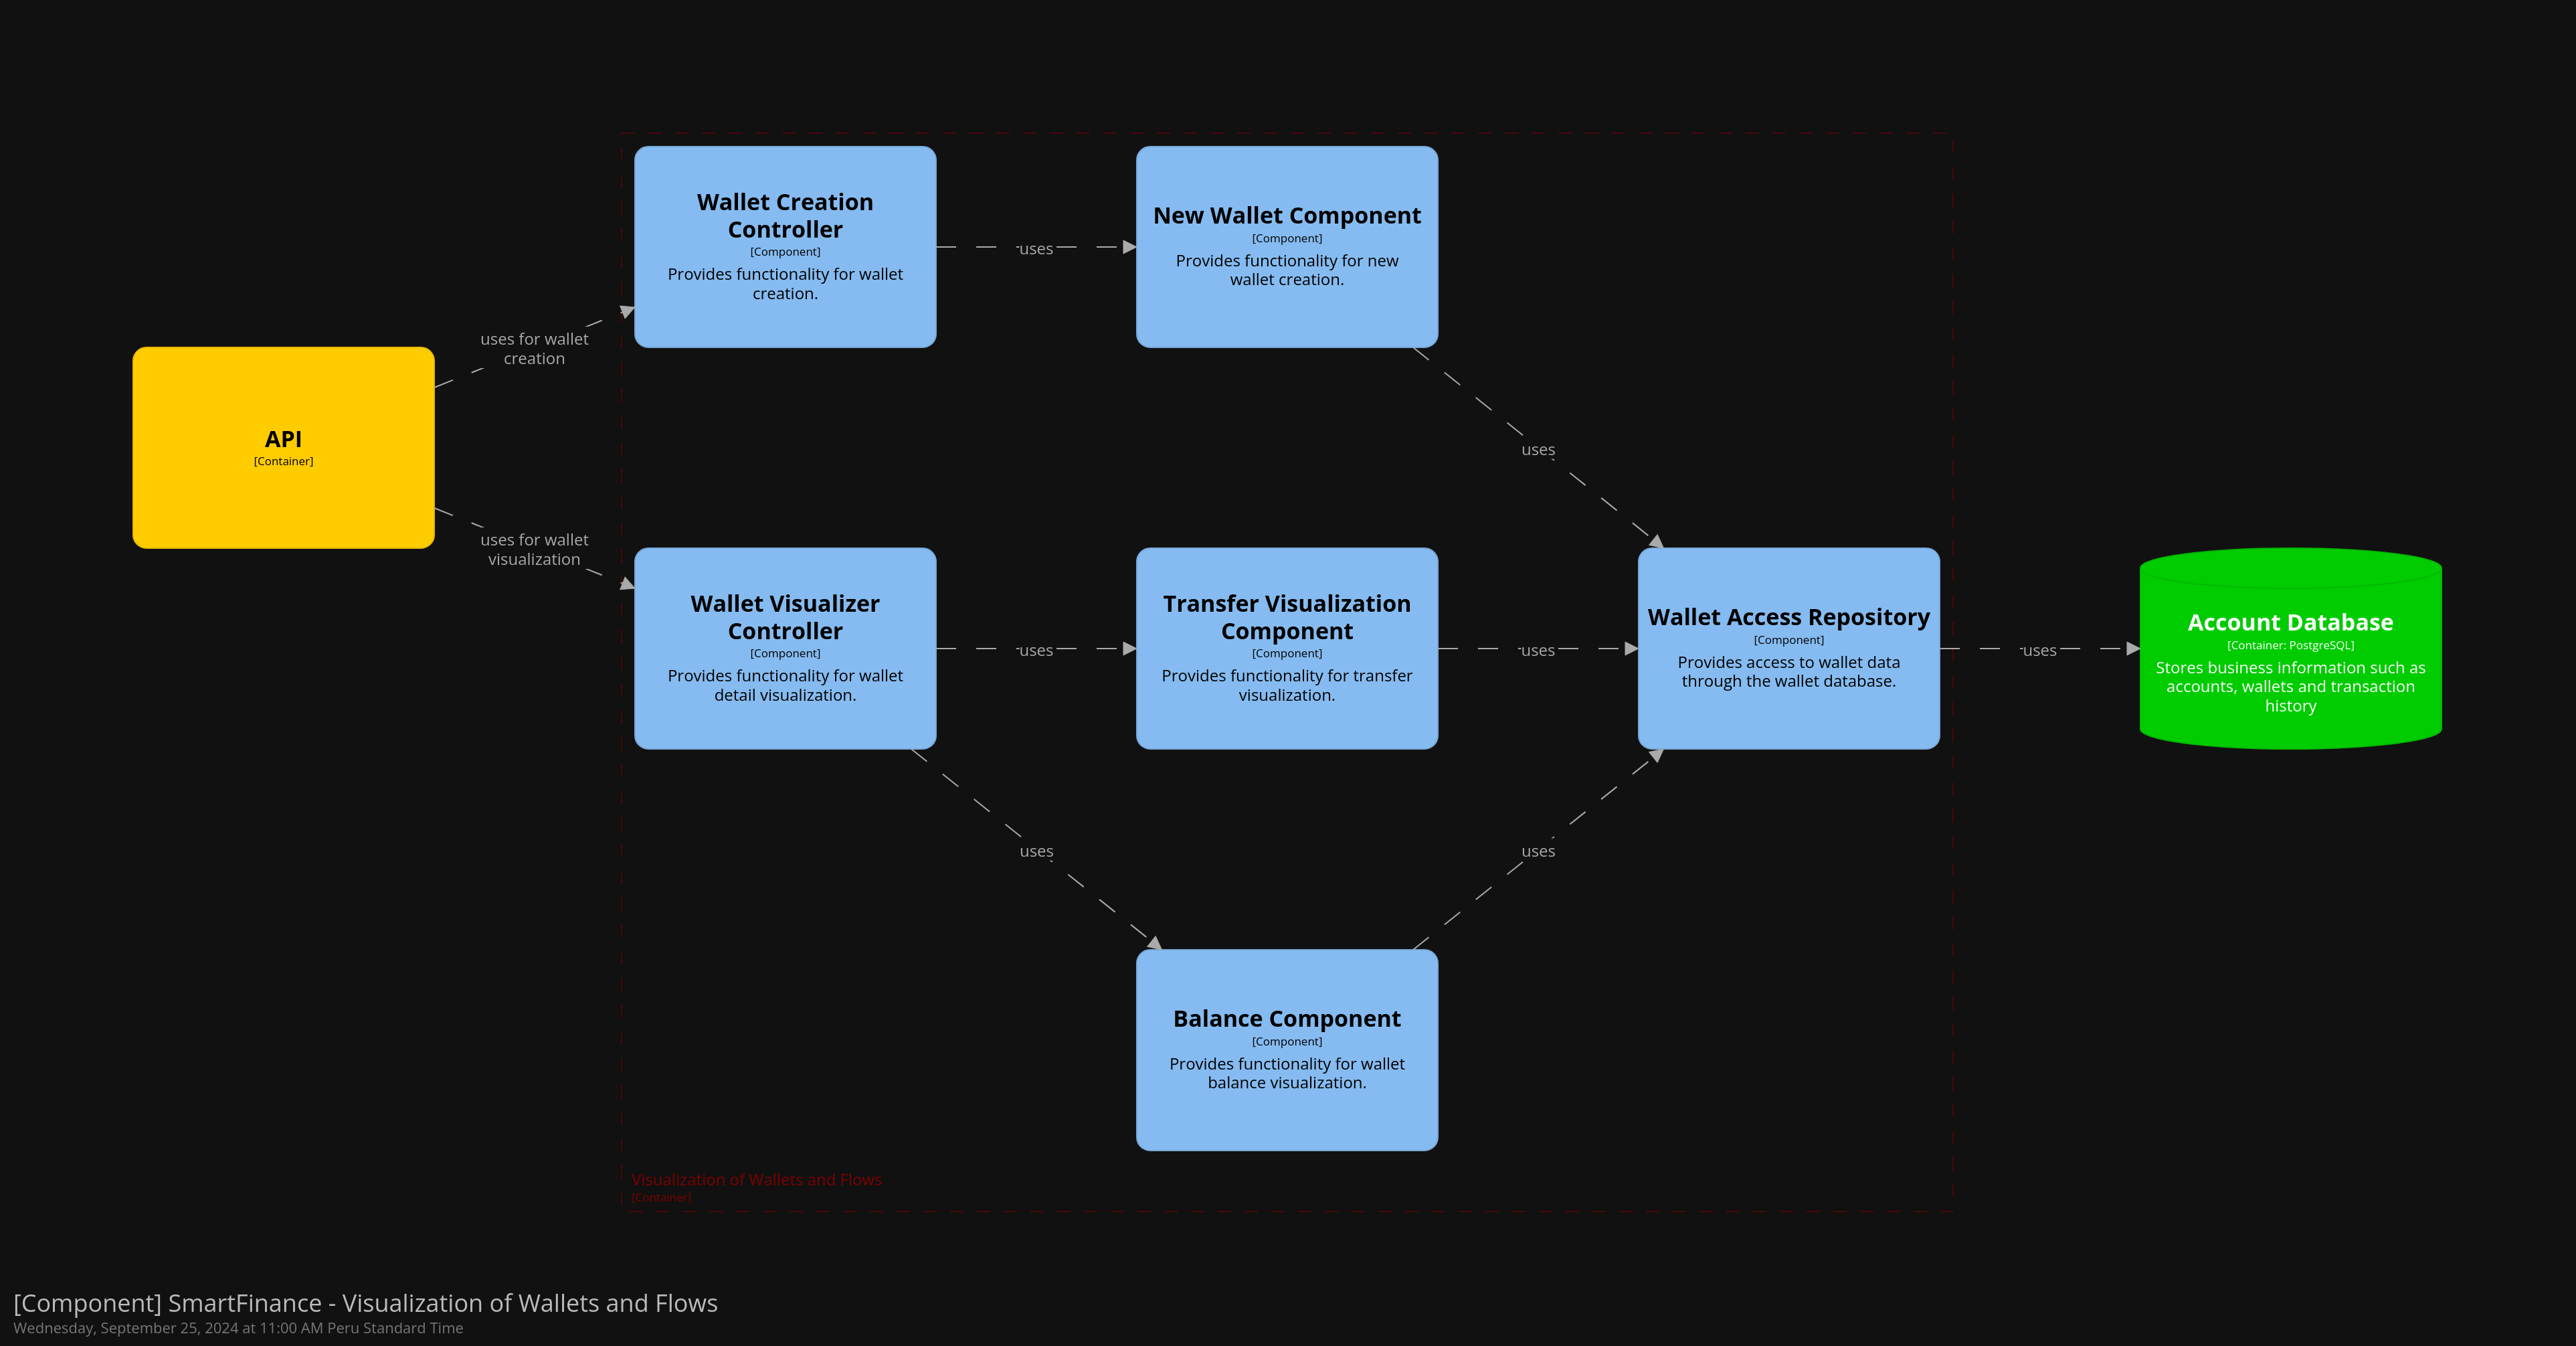 Wallet Creation
Controller
[Component]
Provides functionality for wallet
creation.
uses
New Wallet Component
[Component]
Provides functionality for new
wallet creation.
uses for wallet
creation
API
[Container]
uses
uses for wallet
visualization
Wallet Visualizer
Controller
[Component]
Provides functionality for wallet
detail visualization.
uses
Transfer Visualization
Component
[Component]
Provides functionality for transfer
visualization.
uses
Wallet Access Repository
[Component]
Provides access to wallet data
through the wallet database.
uses
Account Database
[Container: PostgreSQL]
Stores business information such as
accounts, wallets and transaction
history
uses
uses
Balance Component
[Component]
Provides functionality for wallet
balance visualization.
Visualization of Wallets and Flows
[Container]
[Component] SmartFinance - Visualization of Wallets and Flows
Wednesday, September 25, 2024 at 11:00 AM Peru Standard Time